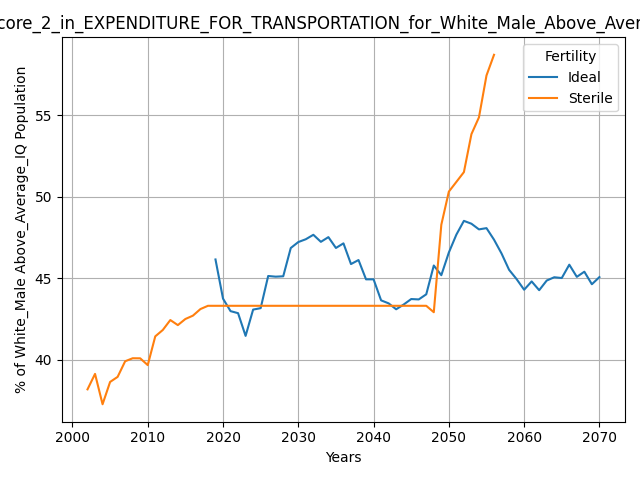 core_2_in_EXPENDITURE_FOR_TRANSPORTATION_for_White_Male_Above_Aver
% of White_Male Above_Average_IQ Population
55
50
45
40
Fertility
Ideal
Sterile
2000 2010 2020 2030 2040 2050 2060 2070
Years